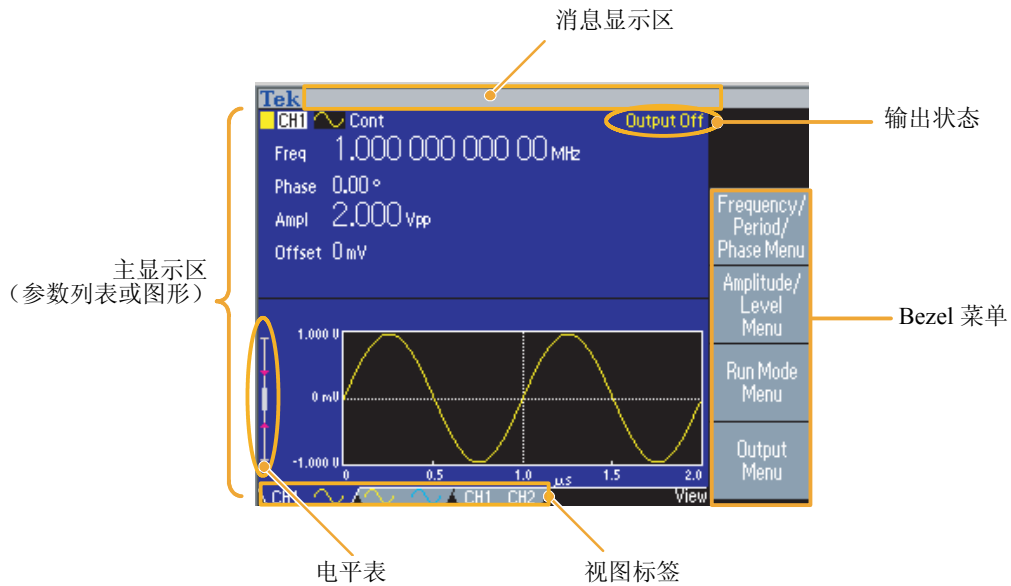 消息显示区
Tek
CH1 Cont Output Off
输出状态
Freq 1.000 000 000 00 MHz
Phase 0.00 °
Ampl 2.000 Vpp
Offset 0 mV
Frequency/
Period/
Phase Menu
主显示区
（参数列表或图形）
Amplitude/
Level
Menu
Bezel 菜单
Run Mode
Menu
Output
Menu
1.000 U
0 mU
-1.000 U
0 0.5 1.0 μs 1.5 2.0
CH1 CH1 CH2 View
电平表
视图标签